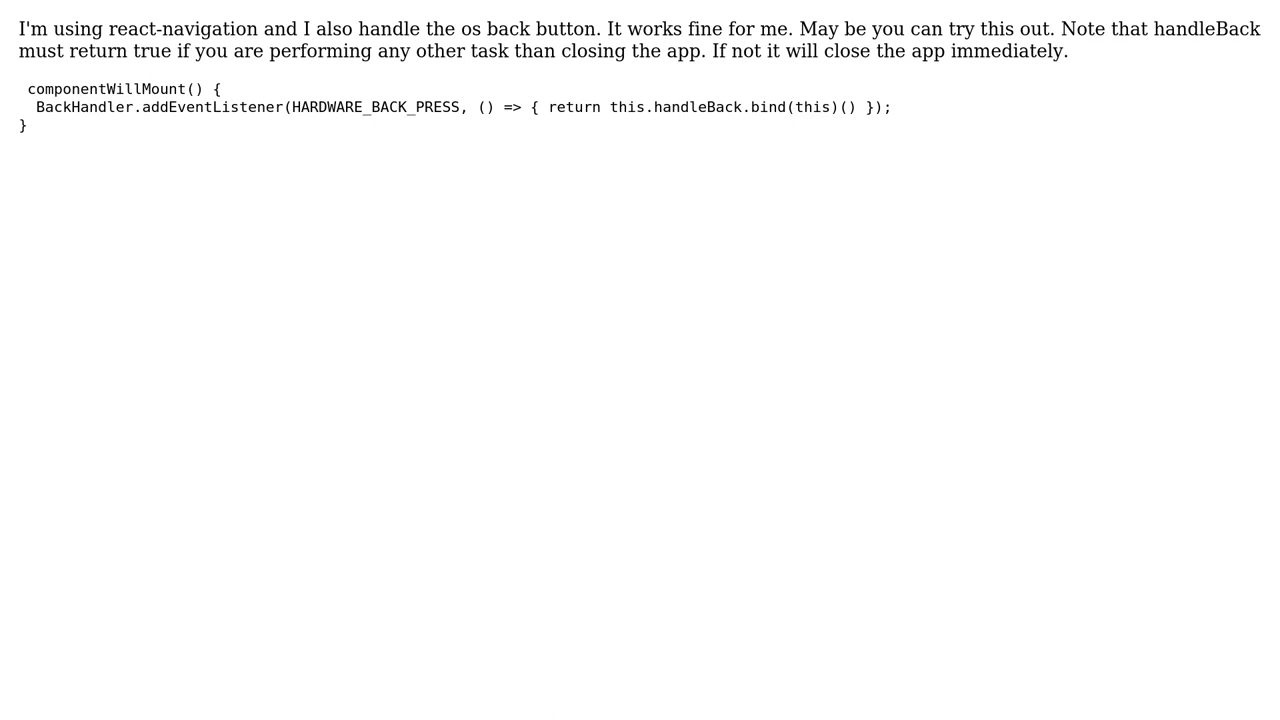 I'm using react-navigation and I also handle the os back button. It works fine for me. May be you can try this out. Note that handleBack
must return true if you are performing any other task than closing the app. If not it will close the app immediately.
 componentWillMount() {
  BackHandler.addEventListener(HARDWARE_BACK_PRESS, () => { return this.handleBack.bind(this)() });
}